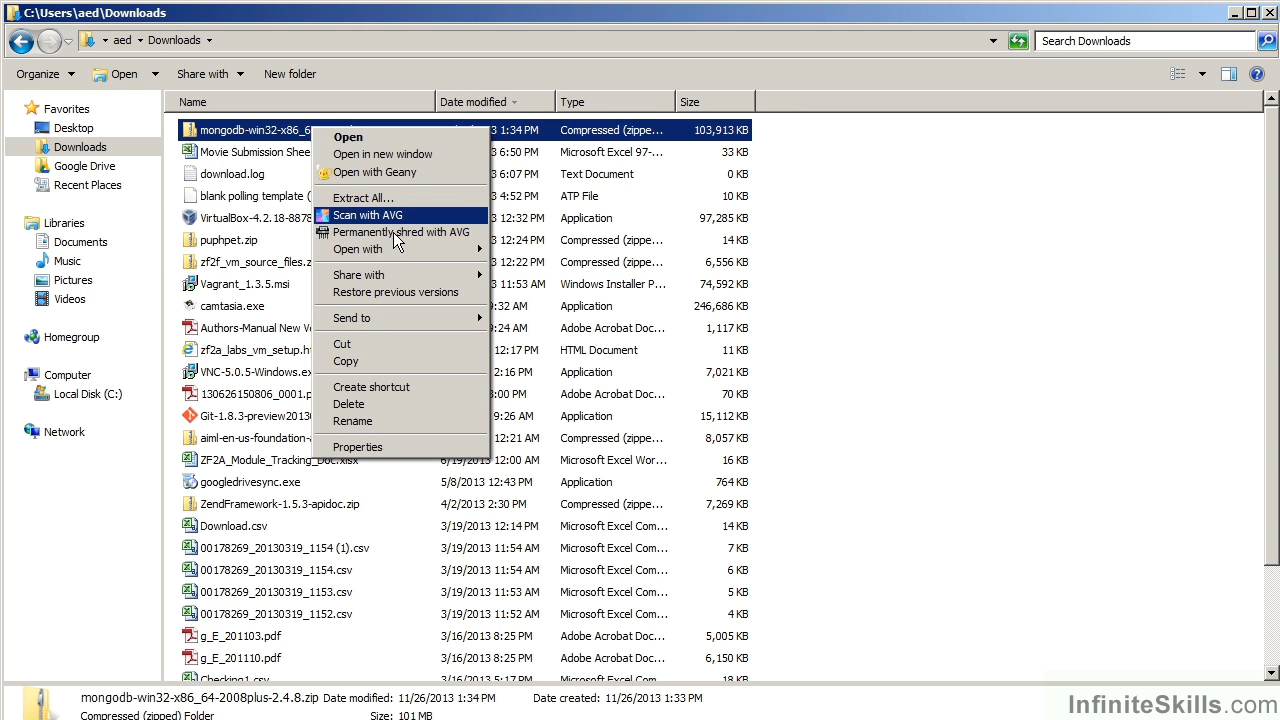 C:\Users\aed\Downloads
aed Downloads
Search Downloads
Organize Open Share with New folder
Name Date modified Type Size
Favorites
Desktop
Downloads
Google Drive
Recent Places
Libraries
Documents
Music
Pictures
Videos
Homegroup
Computer
Local Disk (C:)
Network
mongodb-win32-x86_6 3 1:34 PM Compressed (zippe... 103,913 KB
Movie Submission Shee 3 6:50 PM Microsoft Excel 97-... 33 KB
download.log 3 6:07 PM Text Document 0 KB
blank polling template ( 3 4:52 PM ATP File 10 KB
VirtualBox-4.2.18-8878 3 12:32 PM Application 97,285 KB
puphpet.zip 3 12:24 PM Compressed (zippe... 14 KB
zf2f_vm_source_files.z 3 12:22 PM Compressed (zippe... 6,556 KB
Vagrant_1.3.5.msi 3 11:53 AM Windows Installer P... 74,592 KB
camtasia.exe 9:32 AM Application 246,686 KB
Authors-Manual New V 9:24 AM Adobe Acrobat Doc... 1,117 KB
zf2a_labs_vm_setup.ht 12:17 PM HTML Document 11 KB
VNC-5.0.5-Windows.ex 2:16 PM Application 7,021 KB
130626150806_0001.p 3:00 PM Adobe Acrobat Doc... 70 KB
Git-1.8.3-preview2013 9:26 AM Application 15,112 KB
aiml-en-us-foundation- 12:21 AM Compressed (zippe... 8,057 KB
ZF2A_Module_Tracking_Doc.xlsx 6/19/2013 12:00 AM Microsoft Excel Wor... 16 KB
googledrivesync.exe 5/8/2013 12:43 PM Application 764 KB
ZendFramework-1.5.3-apidoc.zip 4/2/2013 2:30 PM Compressed (zippe... 7,269 KB
Download.csv 3/19/2013 12:14 PM Microsoft Excel Com... 14 KB
00178269_20130319_1154 (1).csv 3/19/2013 11:54 AM Microsoft Excel Com... 7 KB
00178269_20130319_1154.csv 3/19/2013 11:54 AM Microsoft Excel Com... 6 KB
00178269_20130319_1153.csv 3/19/2013 11:53 AM Microsoft Excel Com... 5 KB
00178269_20130319_1152.csv 3/19/2013 11:52 AM Microsoft Excel Com... 4 KB
g_E_201103.pdf 3/16/2013 8:25 PM Adobe Acrobat Doc... 5,005 KB
g_E_201110.pdf 3/16/2013 8:25 PM Adobe Acrobat Doc... 6,150 KB
Checking1.csv 3/16/2013 5:17 PM Microsoft Excel Com... 18 KB
Open
Open in new window
Open with Geany
Extract All...
Scan with AVG
Permanently shred with AVG
Open with
Share with
Restore previous versions
Send to
Cut
Copy
Create shortcut
Delete
Rename
Properties
mongodb-win32-x86_64-2008plus-2.4.8.zip Date modified: 11/26/2013 1:34 PM Date created: 11/26/2013 1:33 PM
Compressed (zipped) Folder Size: 101 MB
InfiniteSkills.com